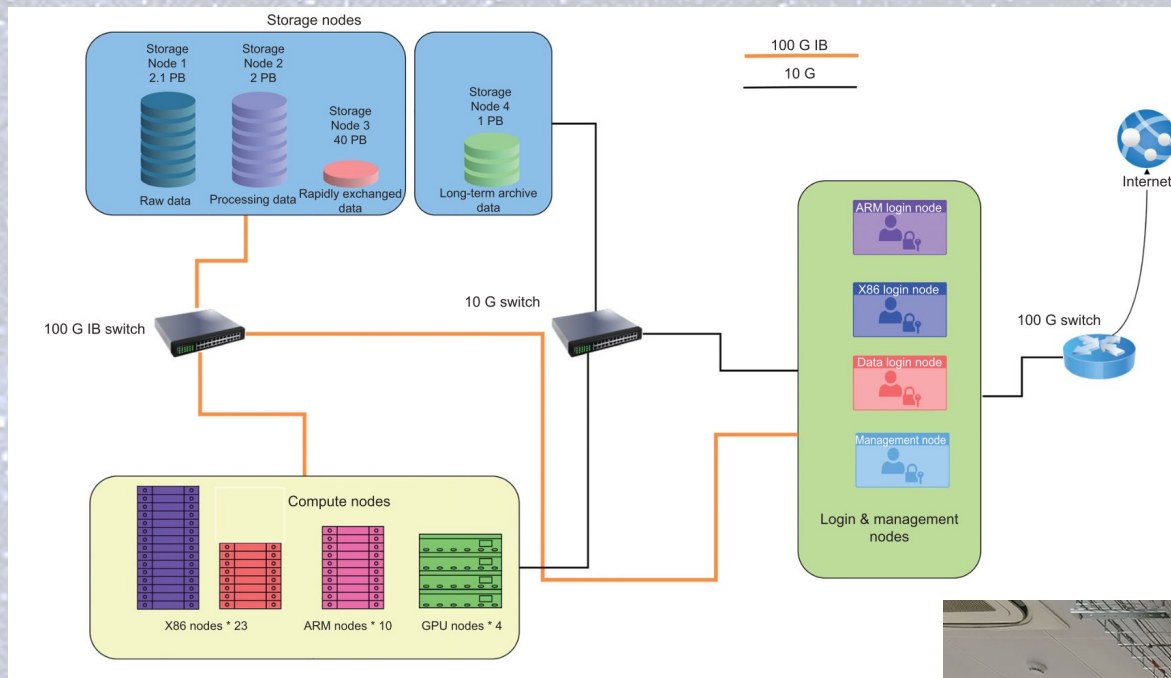 Storage nodes
Storage
Node 1
2.1 PB
Storage
Node 2
2 PB
Storage
Node 3
40 PB
Storage
Node 4
1 PB
Raw data
Processing data
Rapidly exchanged
data
Long-term archive
data
100 G IB
10 G
Internet
ARM login node
X86 login node
Data login node
Management node
Login & management
nodes
100 G switch
10 G switch
100 G IB switch
Compute nodes
X86 nodes * 23
ARM nodes * 10
GPU nodes * 4